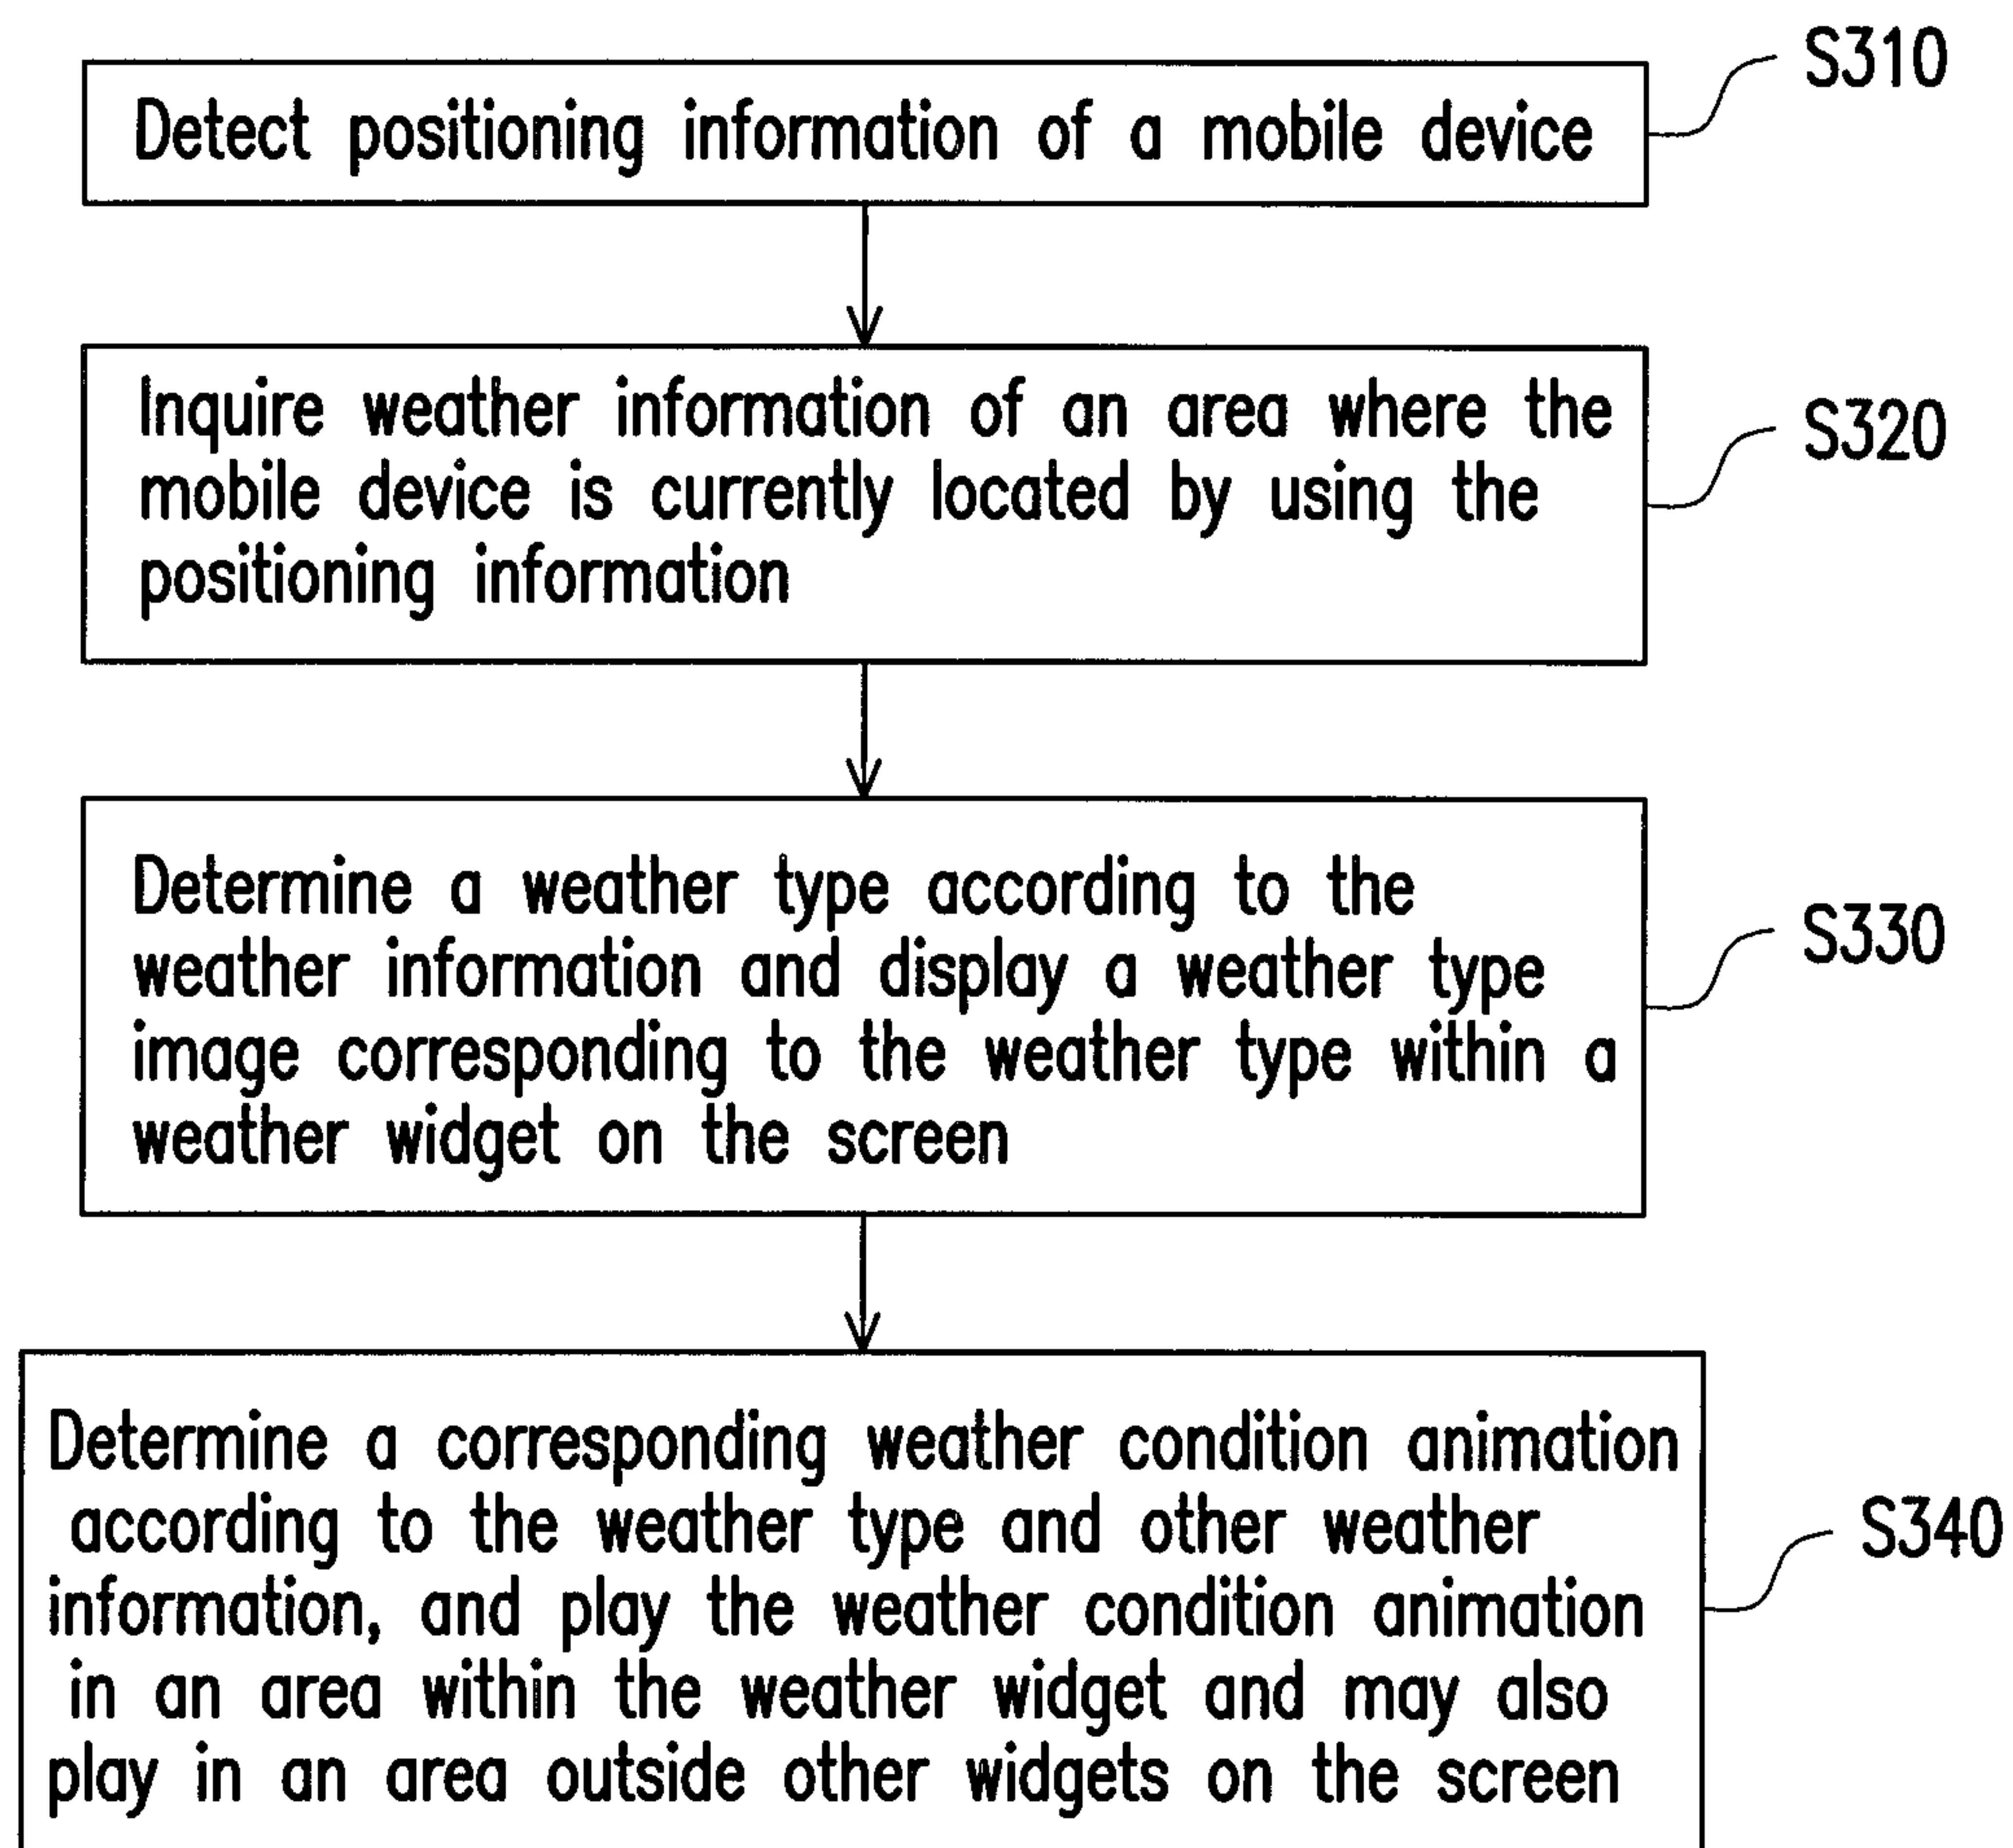 Detect positioning information of a mobile device
S310
Inquire weather information of an area where the
mobile device is currently located by using the
positioning information
S320
Determine a weather type according to the
weather information and display a weather type
image corresponding to the weather type within a
weather widget on the screen
S330
Determine a corresponding weather condition animation
according to the weather type and other weather
information, and play the weather condition animation
in an area within the weather widget and may also
play in an area outside other widgets on the screen
S340